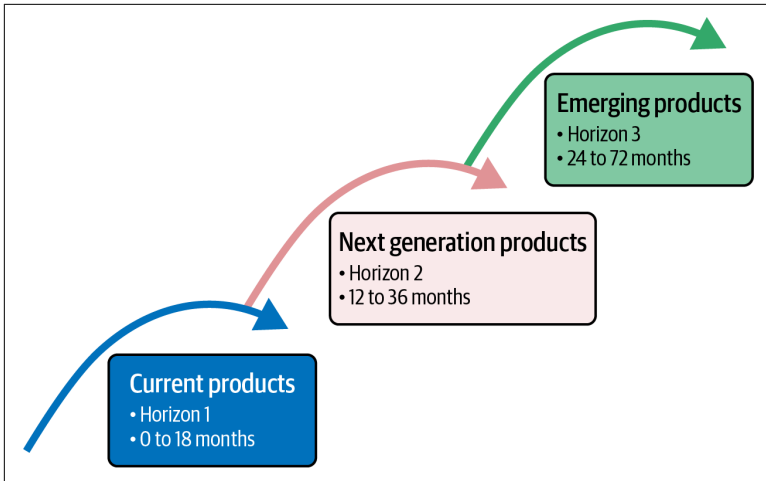 Emerging products
• Horizon 3
• 24 to 72 months
Next generation products
• Horizon 2
• 12 to 36 months
Current products
• Horizon 1
• 0 to 18 months